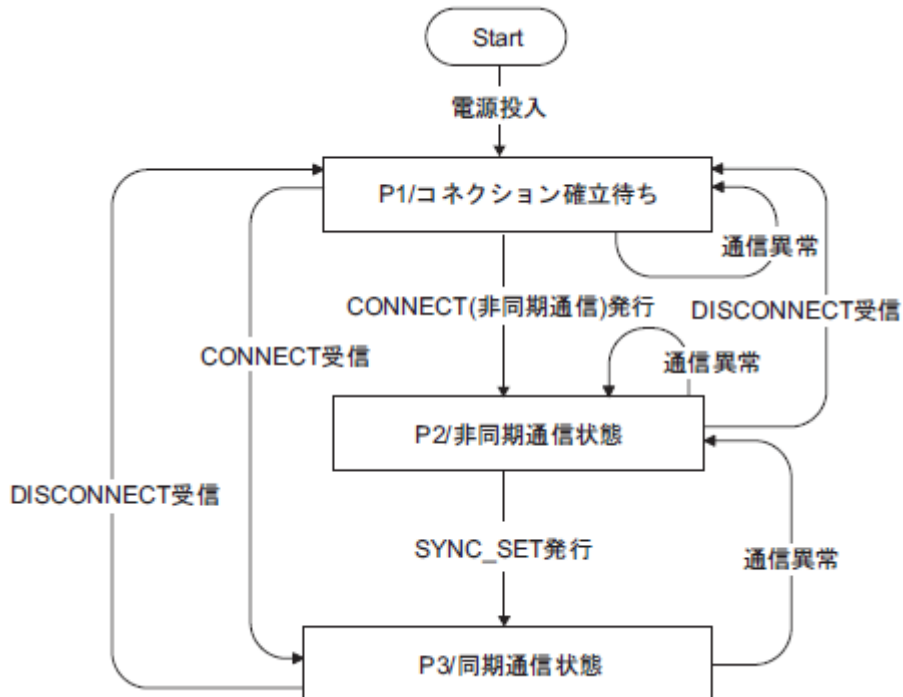 Start
電源投入
P1/コネクション確立待ち
通信異常
CONNECT(非同期通信)発行
DISCONNECT受信
CONNECT受信
通信異常
P2/非同期通信状態
DISCONNECT受信
SYNC_SET発行
通信異常
P3/同期通信状態